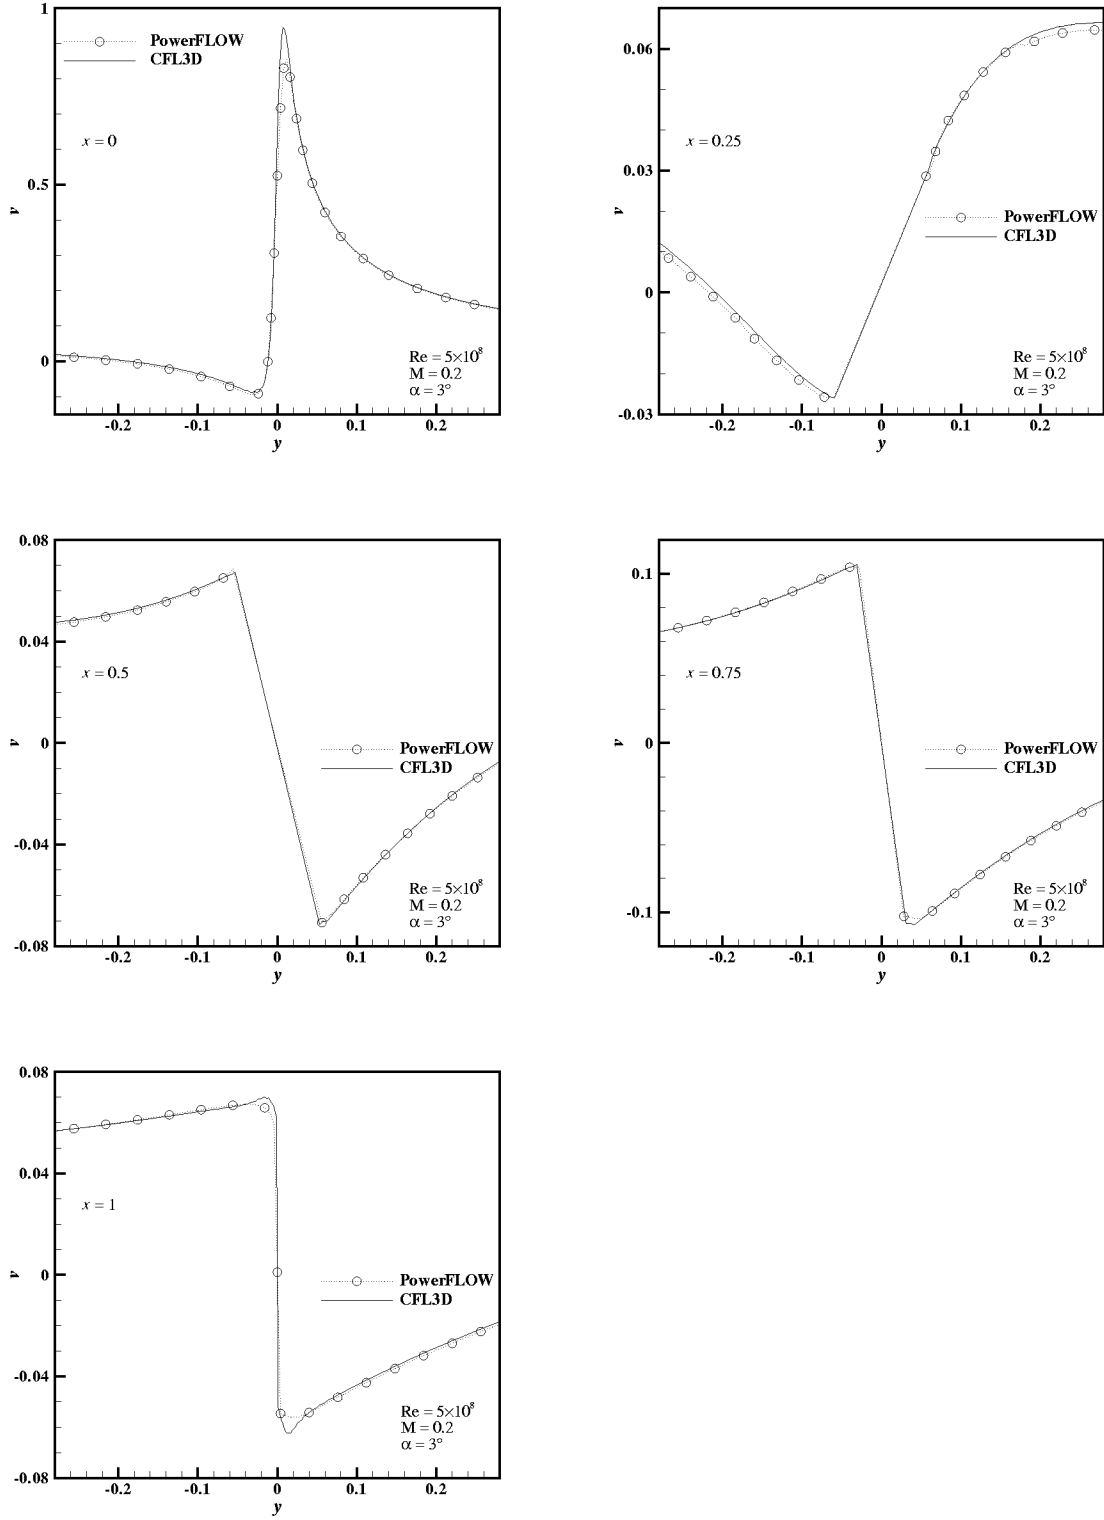 1
PowerFLOW
CFL3D
x = 0
0.5
v
0
Re = 5×10⁸
M = 0.2
α = 3°
-0.2 -0.1 0 0.1 0.2
y
0.06
x = 0.25
0.03
v
PowerFLOW
CFL3D
0
Re = 5×10⁸
M = 0.2
α = 3°
-0.03
-0.2 -0.1 0 0.1 0.2
y
0.08
0.04
x = 0.5
v
0
PowerFLOW
CFL3D
-0.04
Re = 5×10⁸
M = 0.2
α = 3°
-0.08
-0.2 -0.1 0 0.1 0.2
y
0.1
x = 0.75
v
0
PowerFLOW
CFL3D
Re = 5×10⁸
M = 0.2
-0.1
α = 3°
-0.2 -0.1 0 0.1 0.2
y
0.08
0.04
x = 1
v
0
PowerFLOW
CFL3D
-0.04
Re = 5×10⁸
M = 0.2
α = 3°
-0.08
-0.2 -0.1 0 0.1 0.2
y